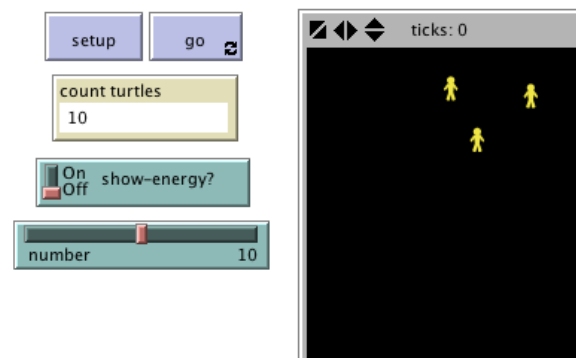 setup
go
ticks: 0
count turtles
10
On
Off
show-energy?
number
10